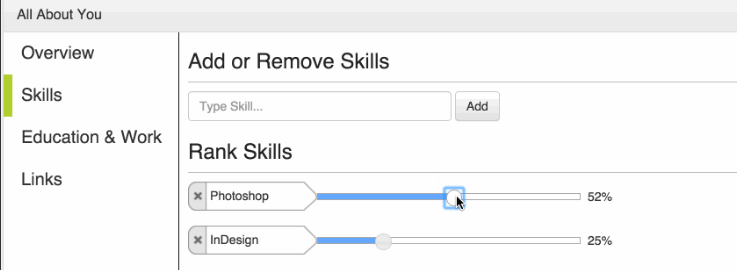 All About You
Overview
Skills
Education & Work
Links
Add or Remove Skills
Type Skill...
Add
Rank Skills
Photoshop
52%
InDesign
25%